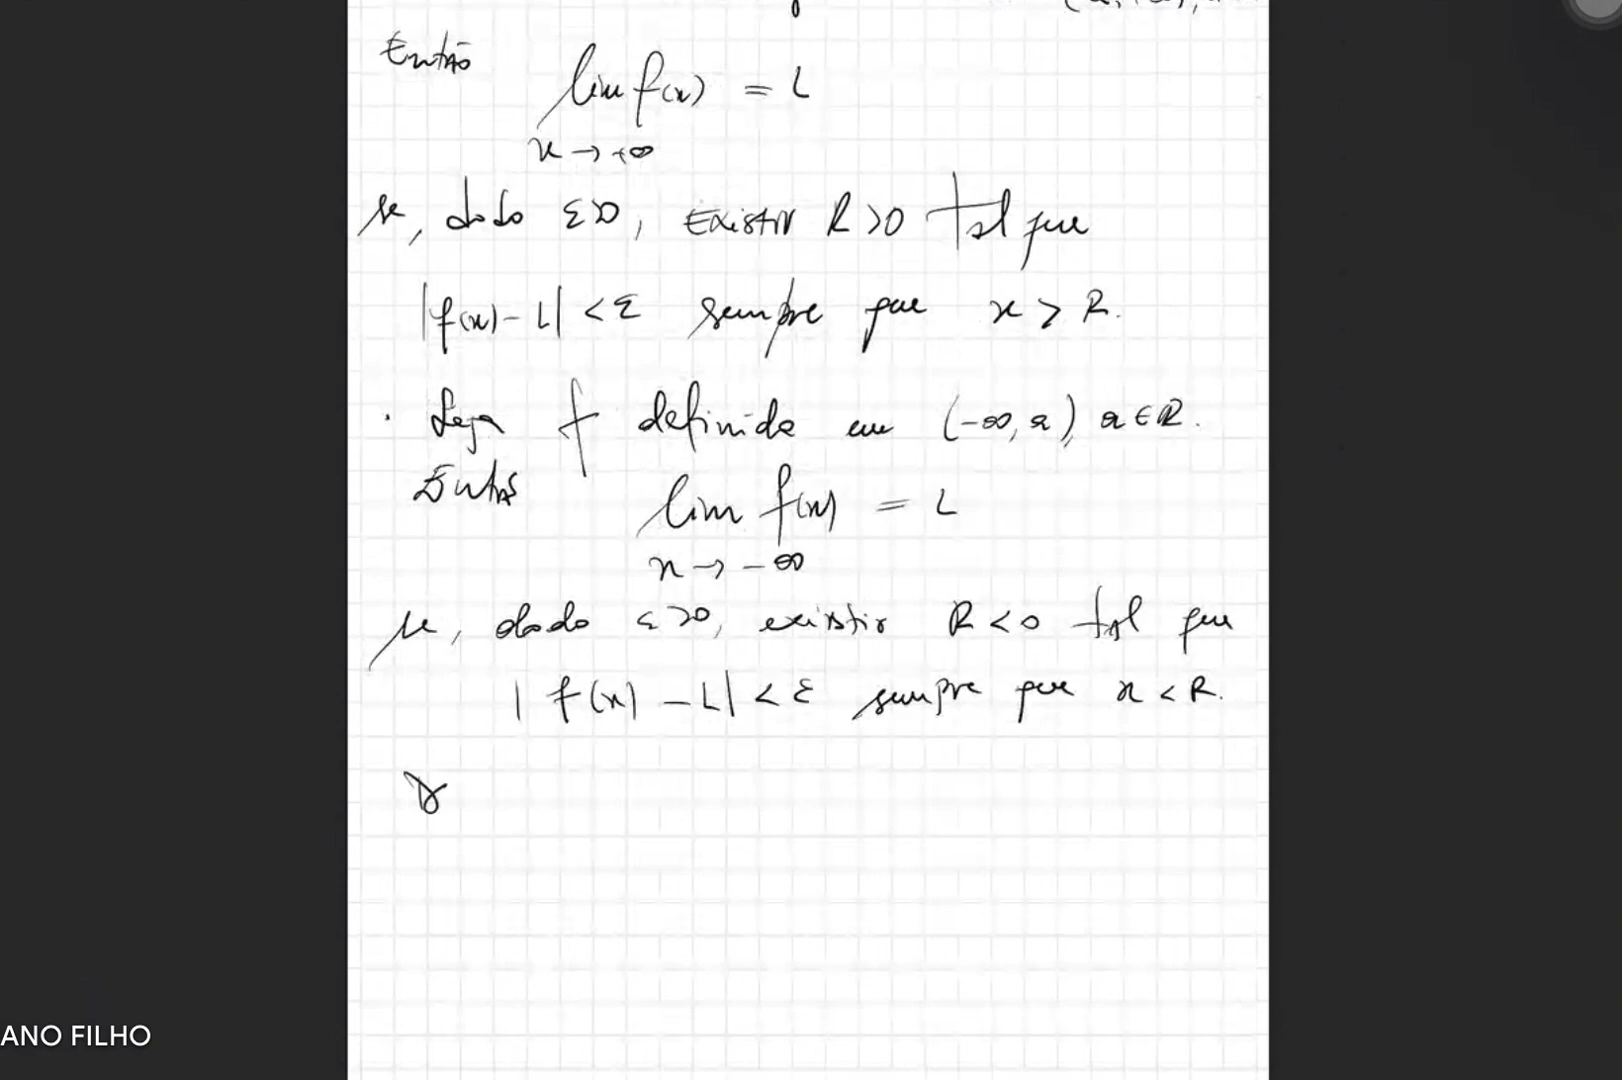 Então
lim f(x) = L
x → +∞
se, dado ε>0, existir R>0 tal que
|f(x) - L| < ε sempre que x > R.
· Seja f definida em (-∞, a), a ∈ R.
Então
lim f(x) = L
x → -∞
se, dado ε>0, existir R<0 tal que
|f(x) - L| < ε sempre que x < R.
ANO FILHO